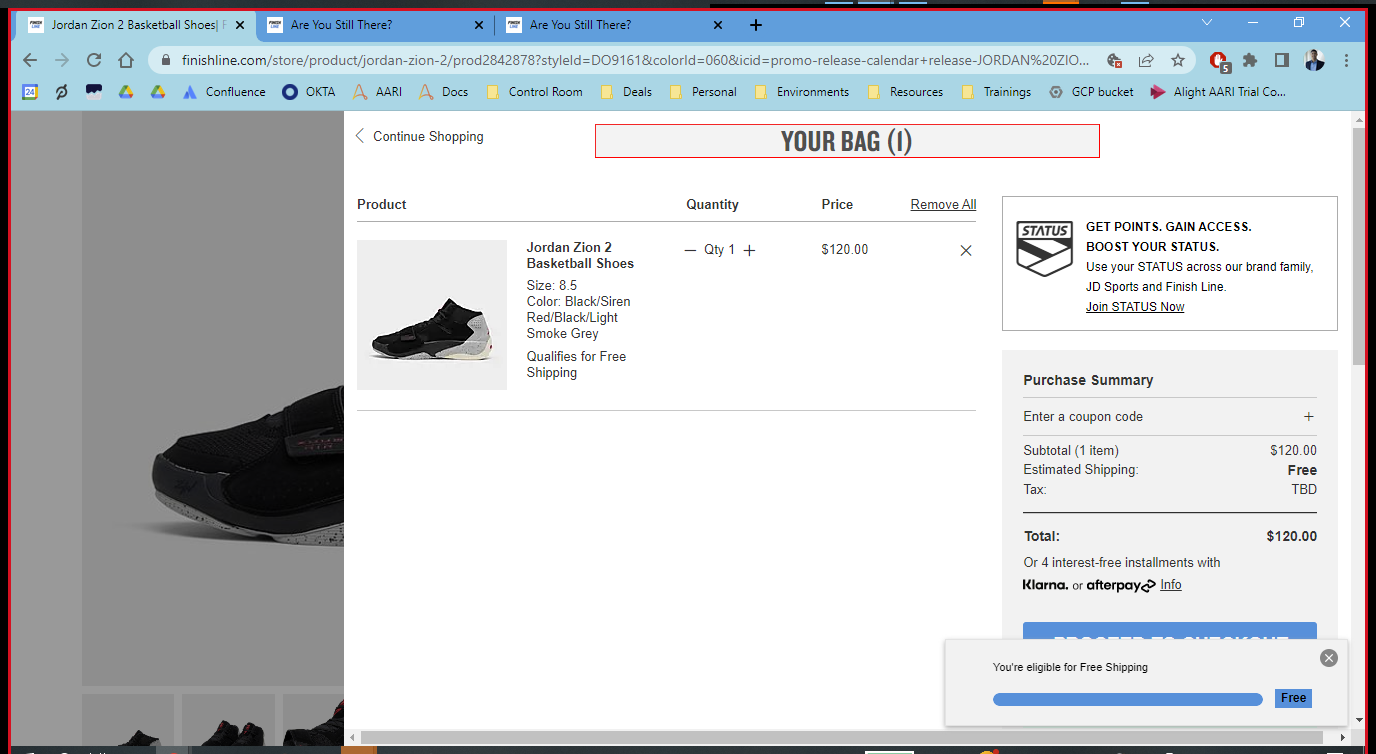 Jordan Zion 2 Basketball Shoes| F
Are You Still There?
Are You Still There?
finishline.com/store/product/jordan-zion-2/prod2842878?styleId=DO9161&colorId=060&icid=promo-release-calendar+release-JORDAN%20ZIO...
5
24
Confluence
OKTA
AARI
Docs
Control Room
Deals
Personal
Environments
Resources
Trainings
GCP bucket
Alight AARI Trial Co...
Continue Shopping
YOUR BAG (1)
Product
Quantity
Price
Remove All
Jordan Zion 2
Basketball Shoes
Qty 1
$120.00
Size: 8.5
Color: Black/Siren
Red/Black/Light
Smoke Grey
Qualifies for Free
Shipping
STATUS
GET POINTS. GAIN ACCESS.
BOOST YOUR STATUS.
Use your STATUS across our brand family,
JD Sports and Finish Line.
Join STATUS Now
Purchase Summary
Enter a coupon code +
Subtotal (1 item) $120.00
Estimated Shipping: Free
Tax: TBD
Total: $120.00
Or 4 interest-free installments with
Klarna. or afterpay Info
PROCEED TO CHECKOUT
You're eligible for Free Shipping
Free